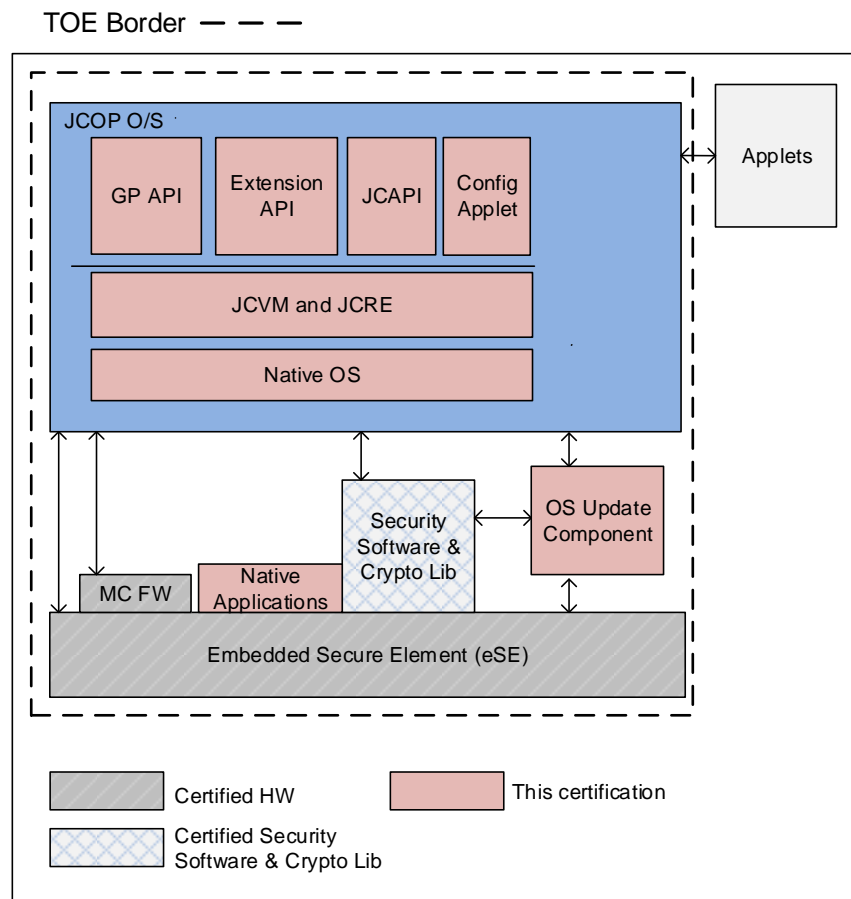 TOE Border
JCOP O/S
GP API
Extension
API
JCAPI
Config
Applet
Applets
JCVM and JCRE
Native OS
Security
Software &
Crypto Lib
OS Update
Component
MC FW
Native
Applications
Embedded Secure Element (eSE)
Certified HW
This certification
Certified Security
Software & Crypto Lib